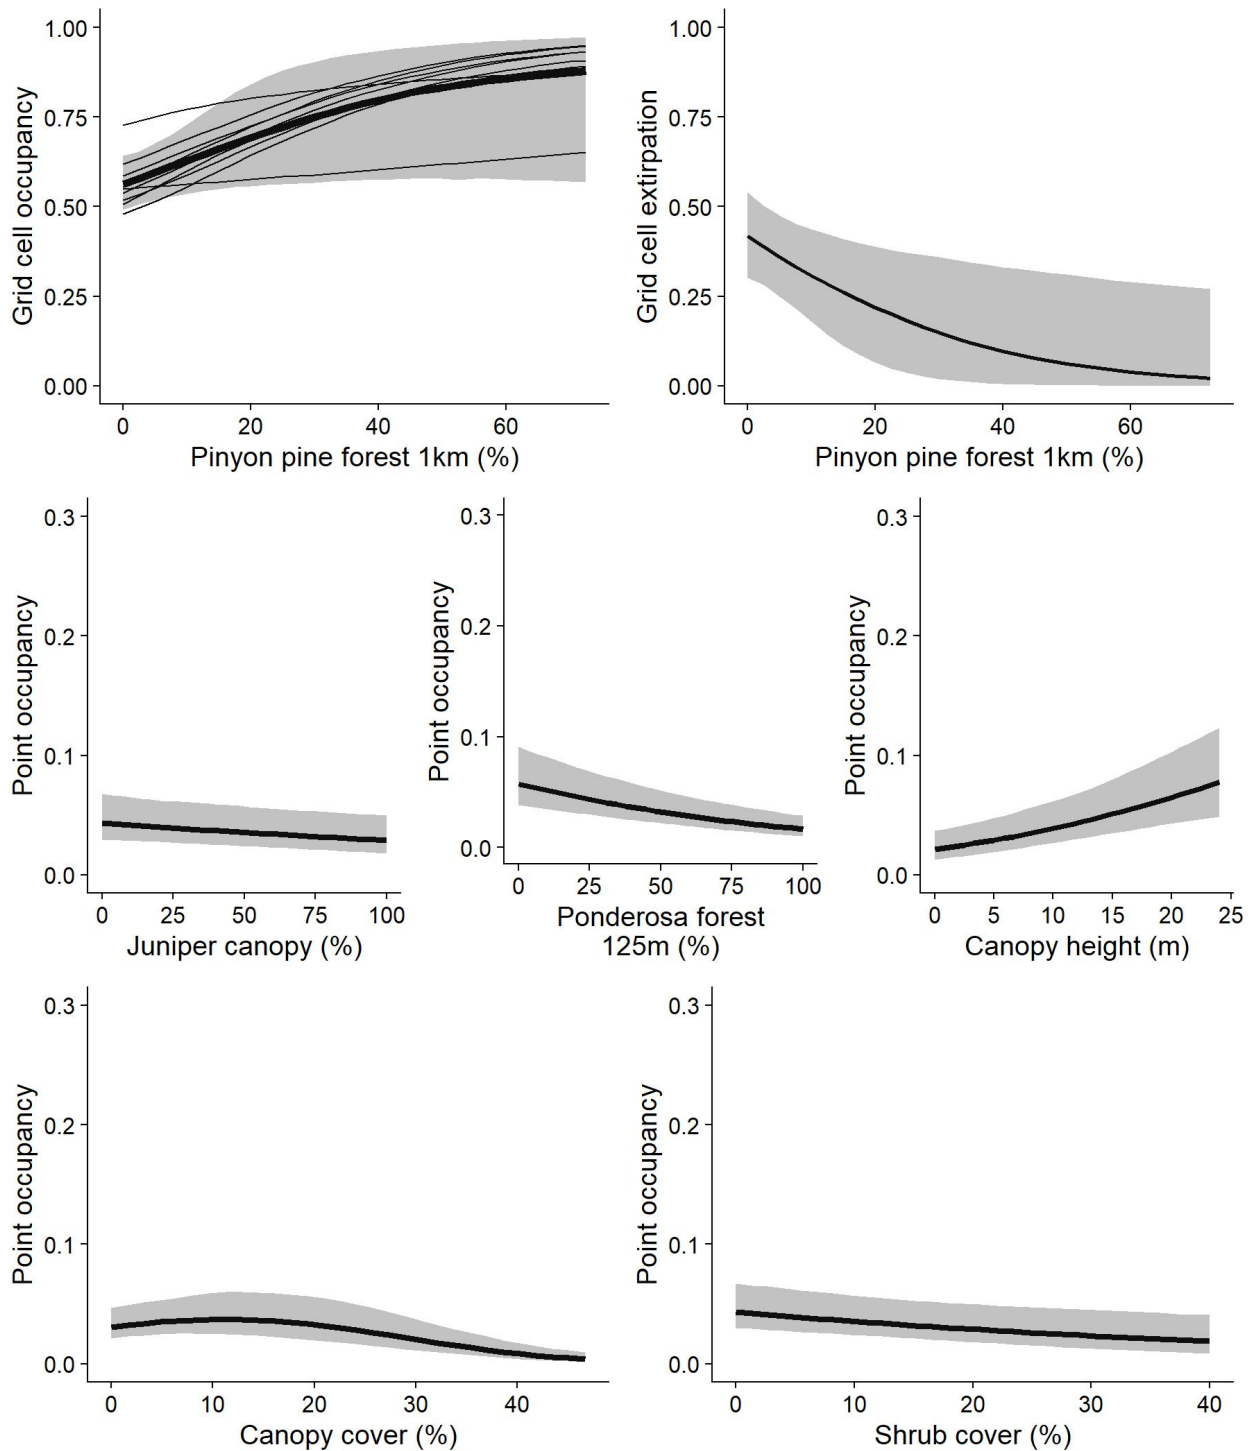 Grid cell occupancy
1.00
0.75
0.50
0.25
0.00
0 20 40 60
Pinyon pine forest 1km (%)
Grid cell extirpation
1.00
0.75
0.50
0.25
0.00
0 20 40 60
Pinyon pine forest 1km (%)
Point occupancy
0.3
0.2
0.1
0.0
0 25 50 75 100
Juniper canopy (%)
Point occupancy
0.3
0.2
0.1
0.0
0 25 50 75 100
Ponderosa forest
125m (%)
Point occupancy
0.3
0.2
0.1
0.0
0 5 10 15 20 25
Canopy height (m)
Point occupancy
0.3
0.2
0.1
0.0
0 10 20 30 40
Canopy cover (%)
Point occupancy
0.3
0.2
0.1
0.0
0 10 20 30 40
Shrub cover (%)